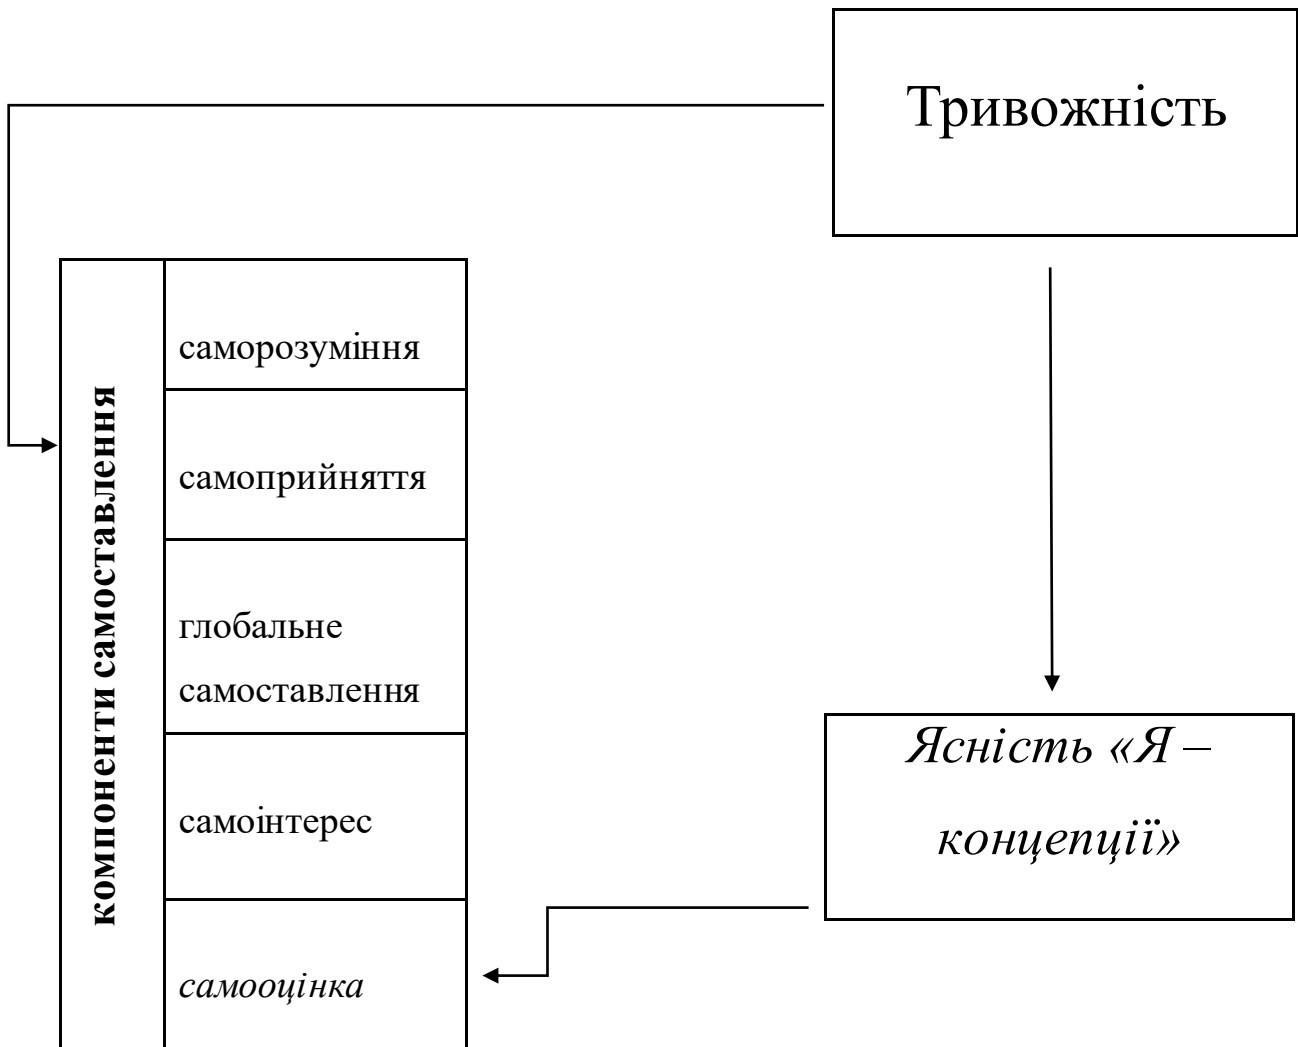 Тривожність
компоненти самоставлення
саморозуміння
самоприйняття
глобальне
самоставлення
самоінтерес
самооцінка
Ясність «Я –
концепції»